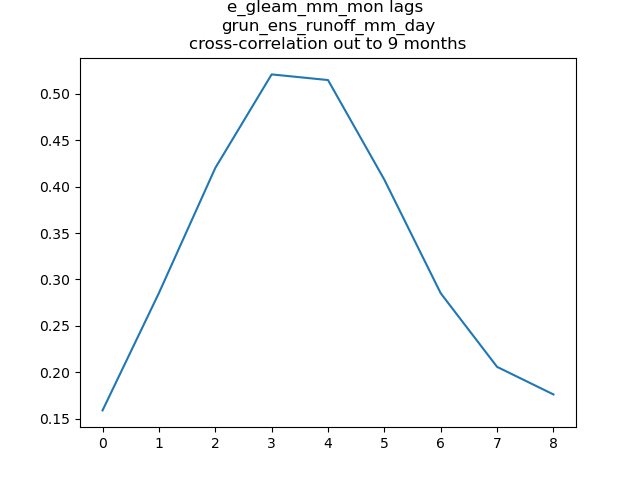 e_gleam_mm_mon lags
grun_ens_runoff_mm_day
cross-correlation out to 9 months
0.50
0.45
0.40
0.35
0.30
0.25
0.20
0.15
0 1 2 3 4 5 6 7 8